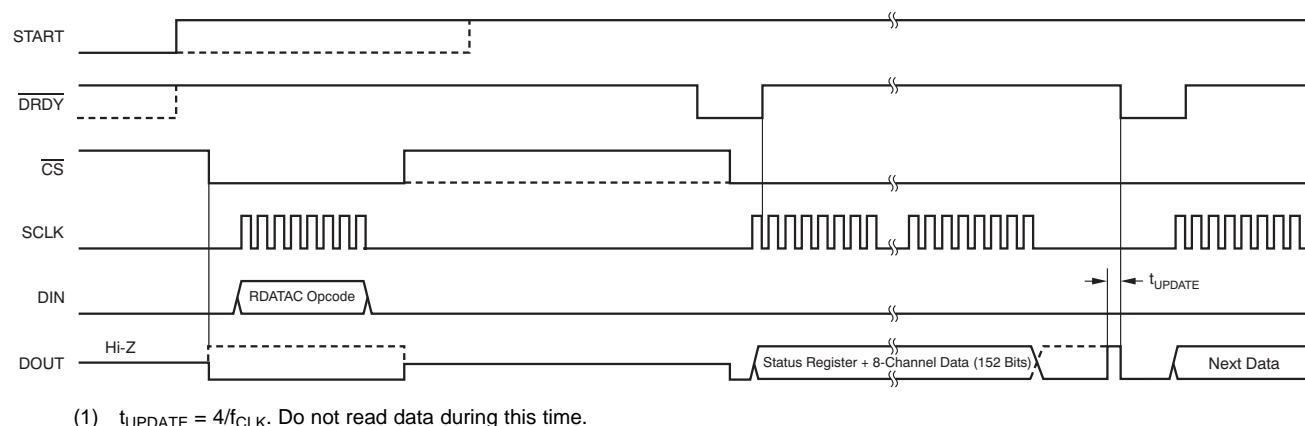 START
DRDY
CS
SCLK
DIN
RDATAC Opcode
tUPDATE
Hi-Z
DOUT
Status Register + 8-Channel Data (152 Bits)
Next Data
(1) tUPDATE = 4/fCLK. Do not read data during this time.